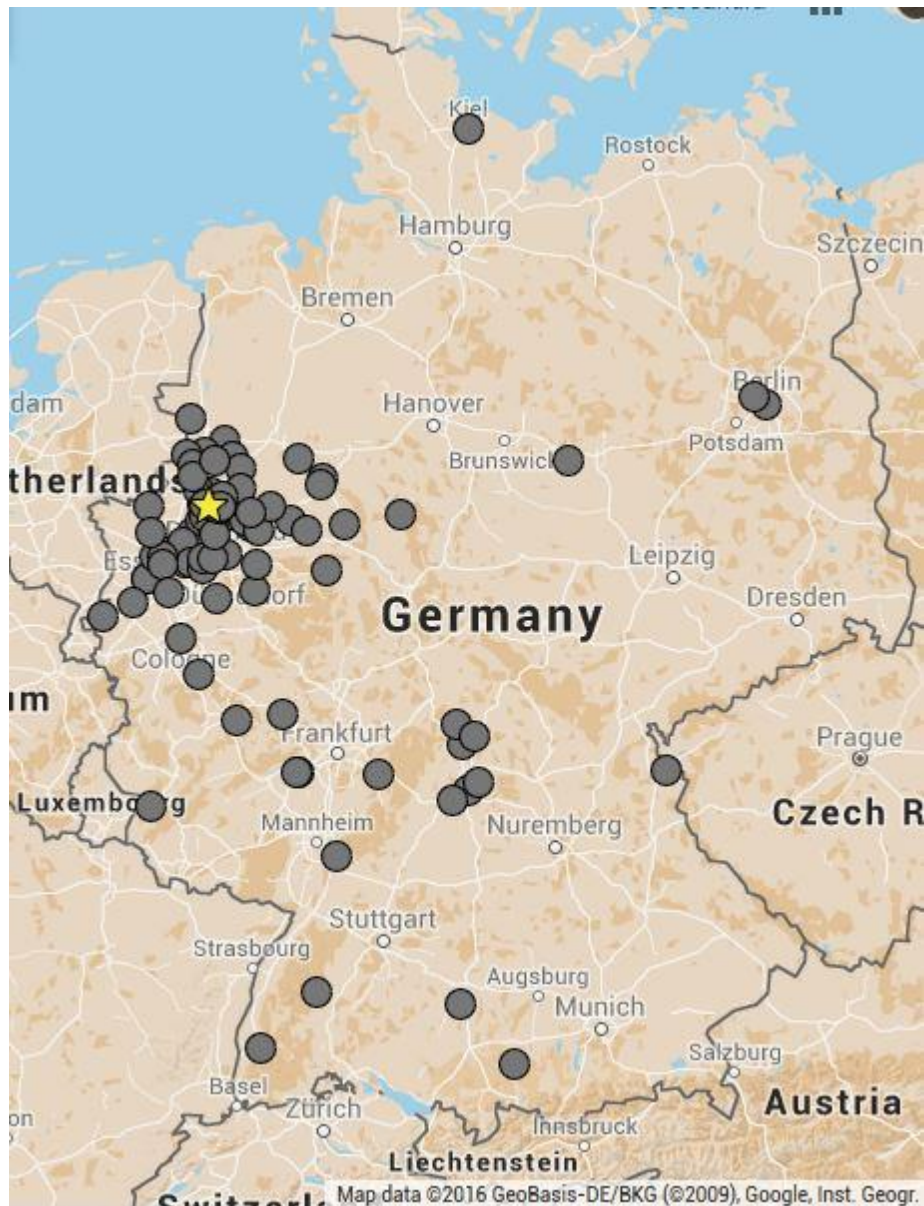 Kiel
Rostock
Hamburg
Szczecin
Bremen
dam
Hanover
Berlin
Potsdam
Brunswick
therlands
Leipzig
Dresden
Germany
Cologne
um
Frankfurt
Prague
Luxembourg
Czech R
Mannheim
Nuremberg
Stuttgart
Strasbourg
Augsburg
Munich
Salzburg
Basel
Zürich
Austria
on
Innsbruck
Liechtenstein
Map data ©2016 GeoBasis-DE/BKG (©2009), Google, Inst. Geogr.